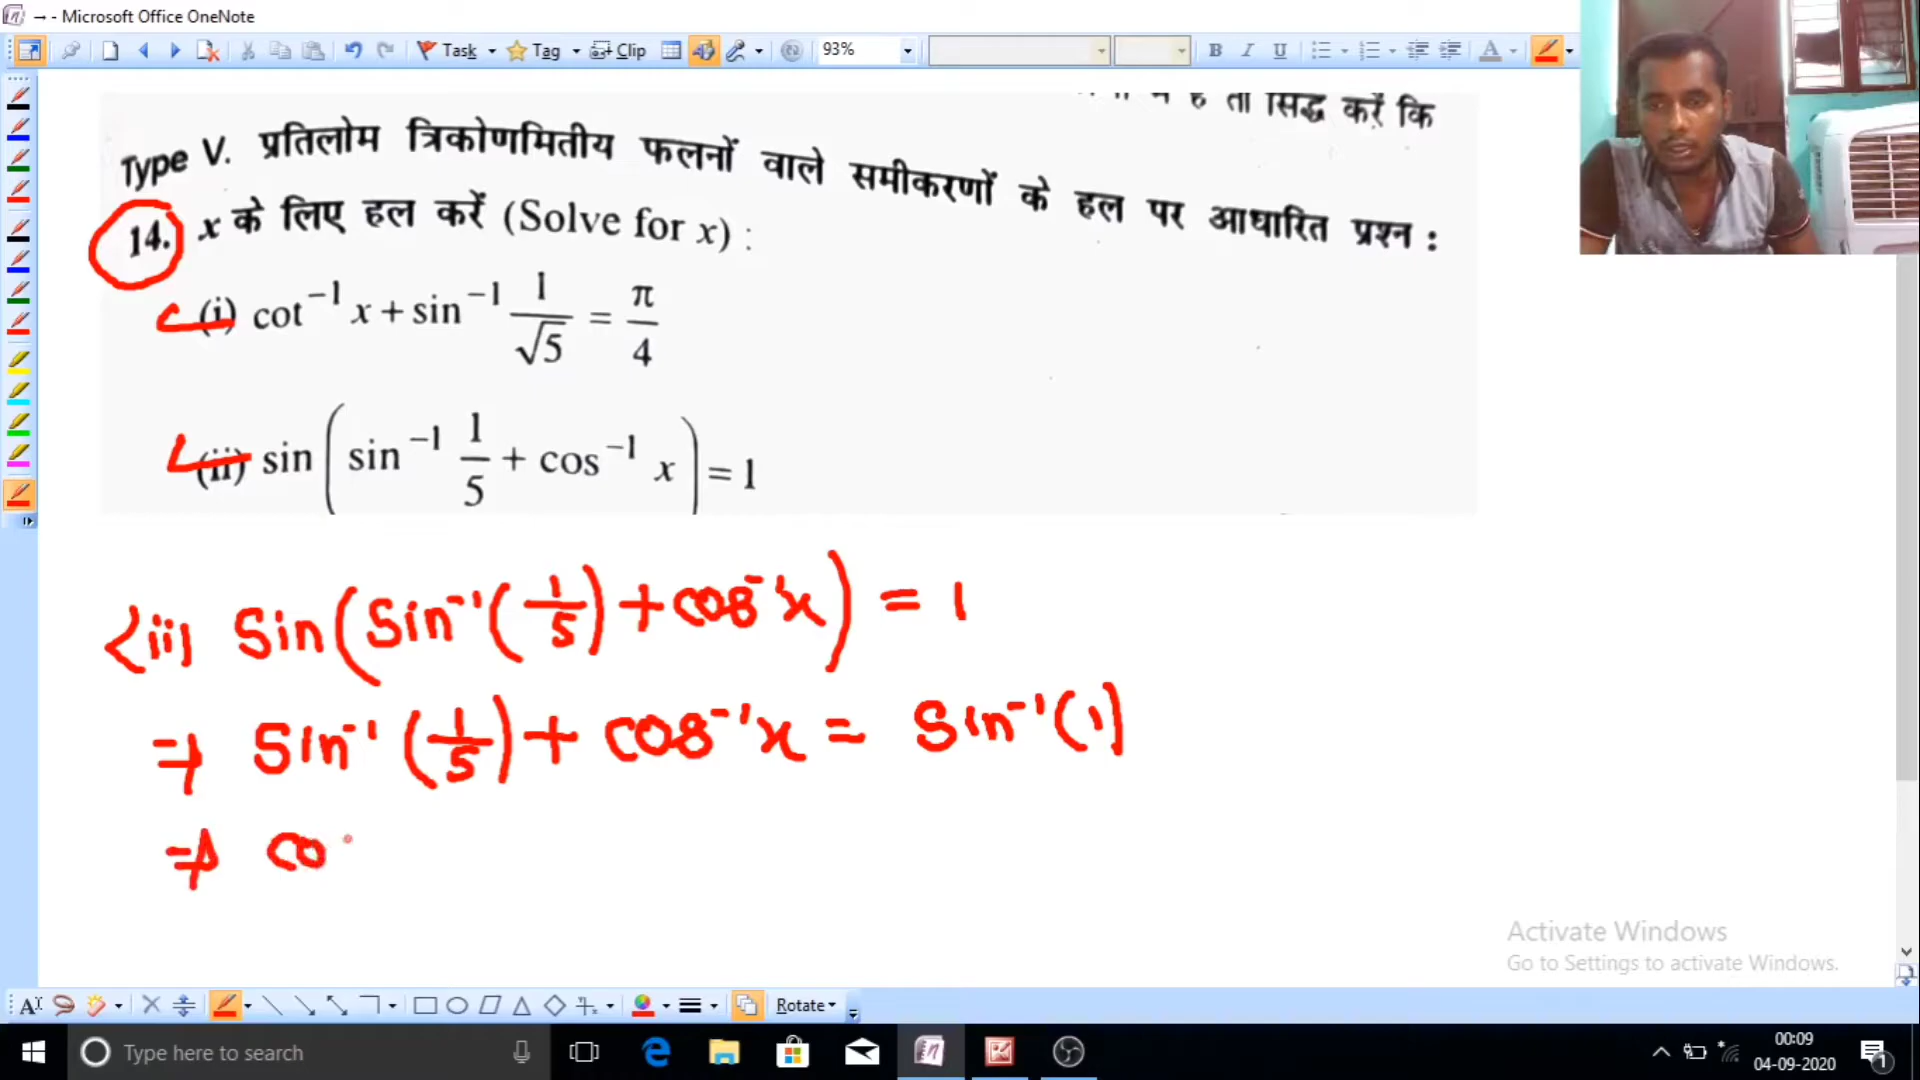 → - Microsoft Office OneNote
Task Tag Clip 93% B I U A
है तो सिद्ध करें कि
Type V. प्रतिलोम त्रिकोणमितीय फलनों वाले समीकरणों के हल पर आधारित प्रश्न :
14. x के लिए हल करें (Solve for x) :
(i) cot⁻¹ x + sin⁻¹ 1/√5 = π/4
(ii) sin (sin⁻¹ 1/5 + cos⁻¹ x) = 1
(ii) Sin(Sin⁻¹(1/5) + cos⁻¹x) = 1
⇒ Sin⁻¹(1/5) + cos⁻¹x = Sin⁻¹(1)
⇒ co
Activate Windows
Go to Settings to activate Windows.
Rotate
Type here to search
00:09
04-09-2020
1